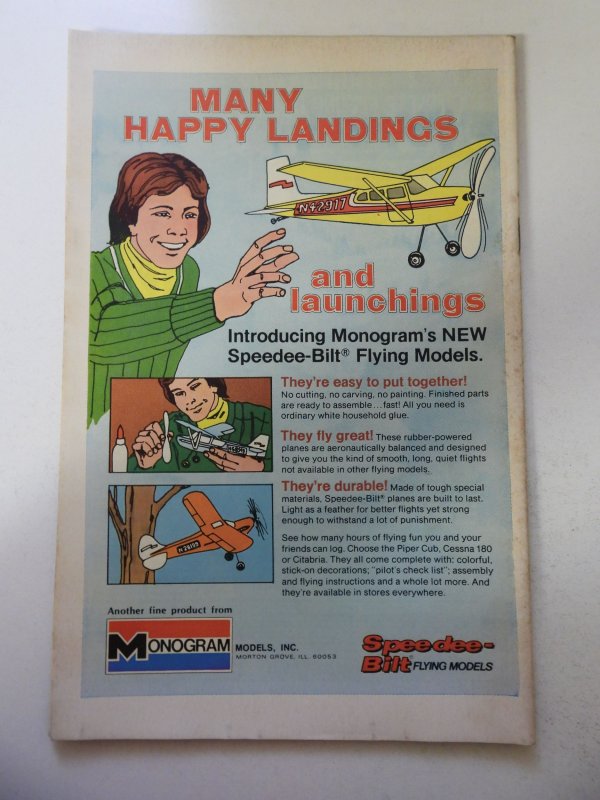 MANY
HAPPY LANDINGS
N42917
and
launchings
Introducing Monogram's NEW
Speedee-Bilt® Flying Models.
They're easy to put together!
No cutting, no carving, no painting. Finished parts
are ready to assemble...fast! All you need is
ordinary white household glue.
They fly great! These rubber-powered
planes are aeronautically balanced and designed
to give you the kind of smooth, long, quiet flights
not available in other flying models.
They're durable! Made of tough special
materials, Speedee-Bilt® planes are built to last.
Light as a feather for better flights yet strong
enough to withstand a lot of punishment.
See how many hours of flying fun you and your
friends can log. Choose the Piper Cub, Cessna 180
or Citabria. They all come complete with: colorful,
stick-on decorations; "pilot's check list"; assembly
and flying instructions and a whole lot more. And
they're available in stores everywhere.
Another fine product from
MONOGRAM MODELS, INC.
MORTON GROVE, ILL. 60053
Speedee-
Bilt® FLYING MODELS